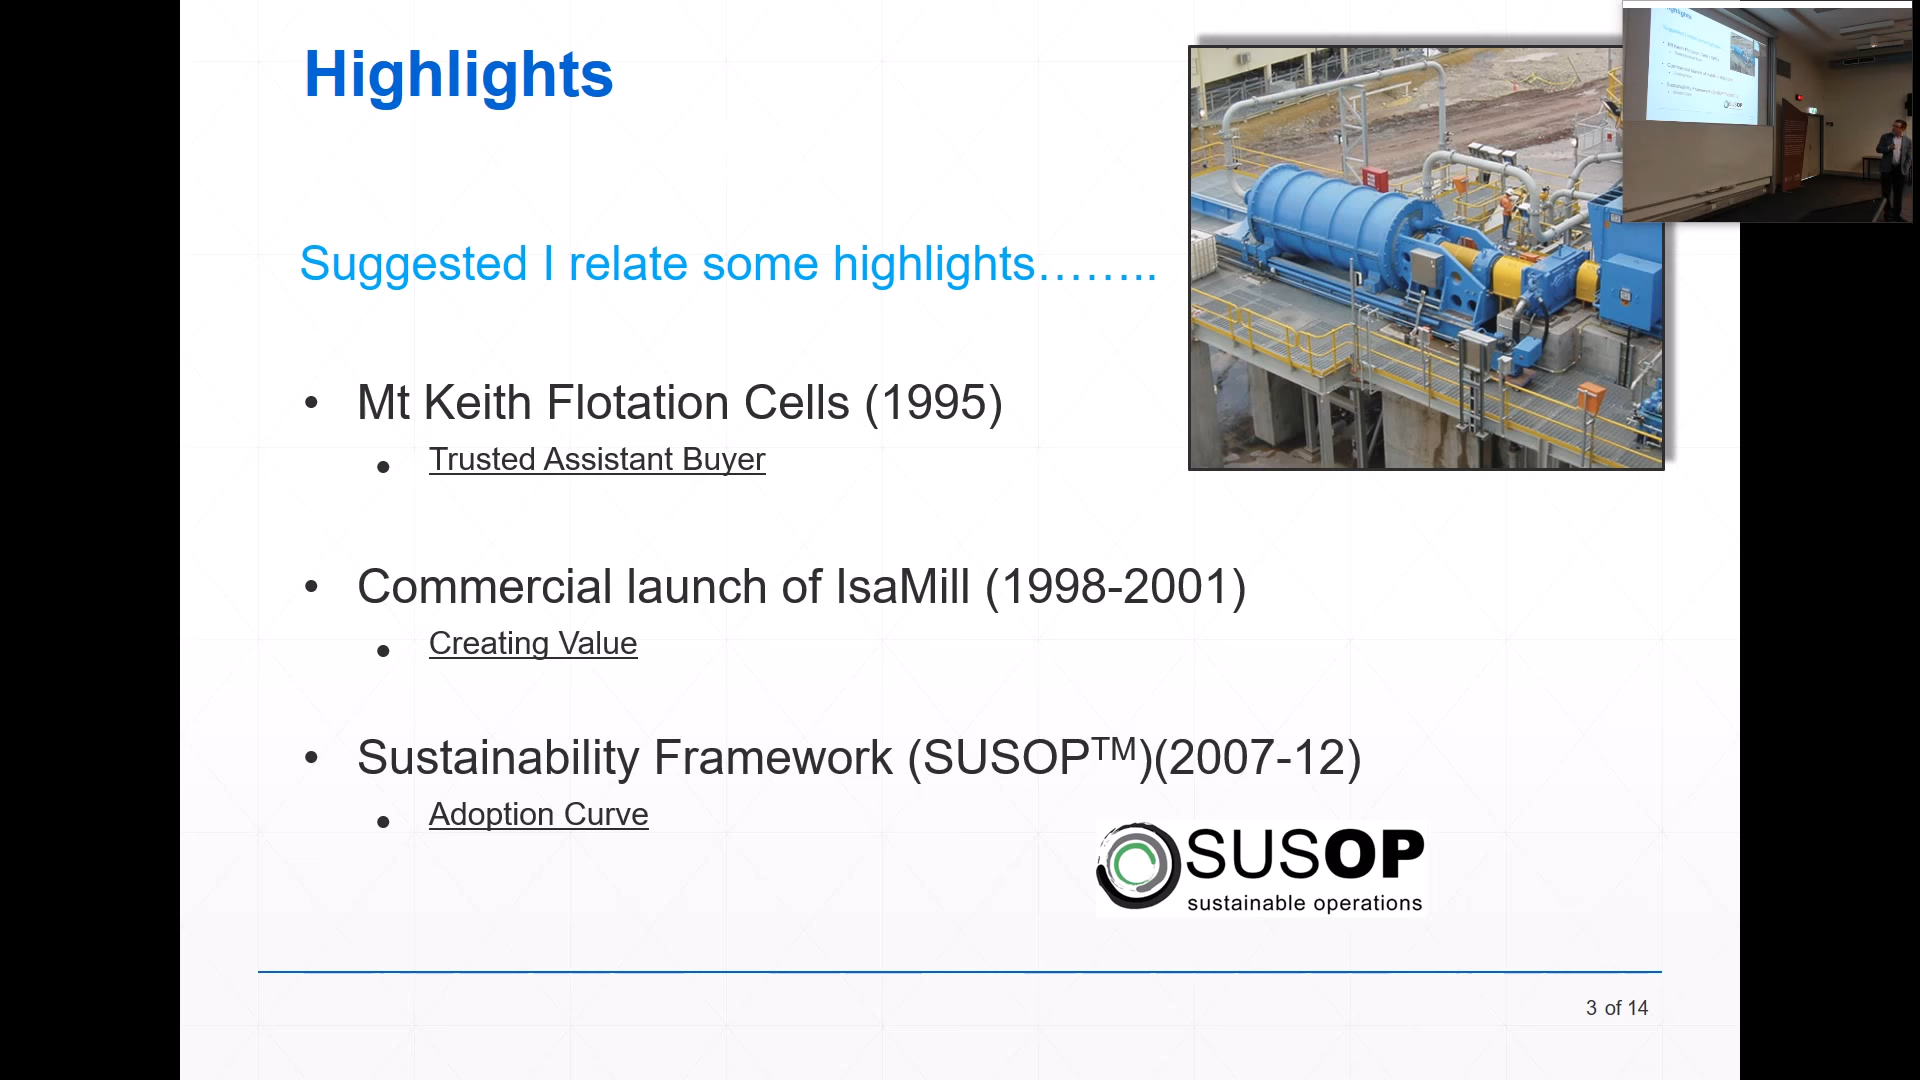 Highlights
Suggested I relate some highlights……..
• Mt Keith Flotation Cells (1995)
• Trusted Assistant Buyer
• Commercial launch of IsaMill (1998-2001)
• Creating Value
• Sustainability Framework (SUSOP™)(2007-12)
• Adoption Curve
SUSOP
sustainable operations
3 of 14